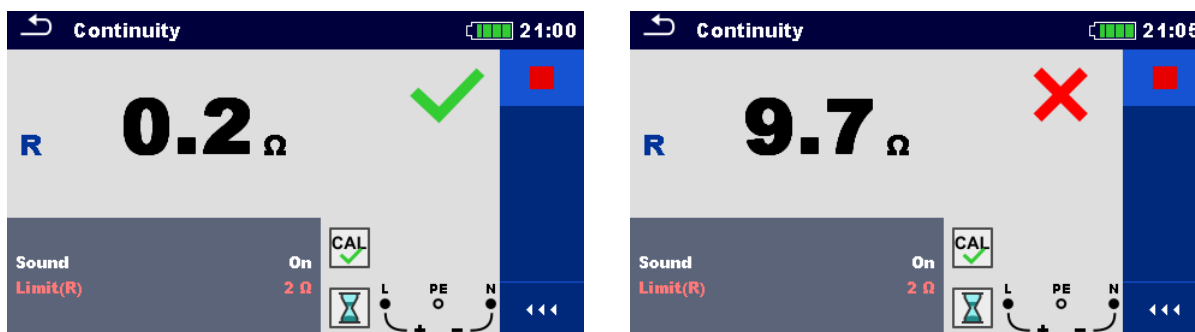 Continuity 21:00
R 0.2 Ω
CAL
Sound On
Limit(R) 2 Ω
L PE N
+ -
Continuity 21:05
R 9.7 Ω
CAL
Sound On
Limit(R) 2 Ω
L PE N
+ -